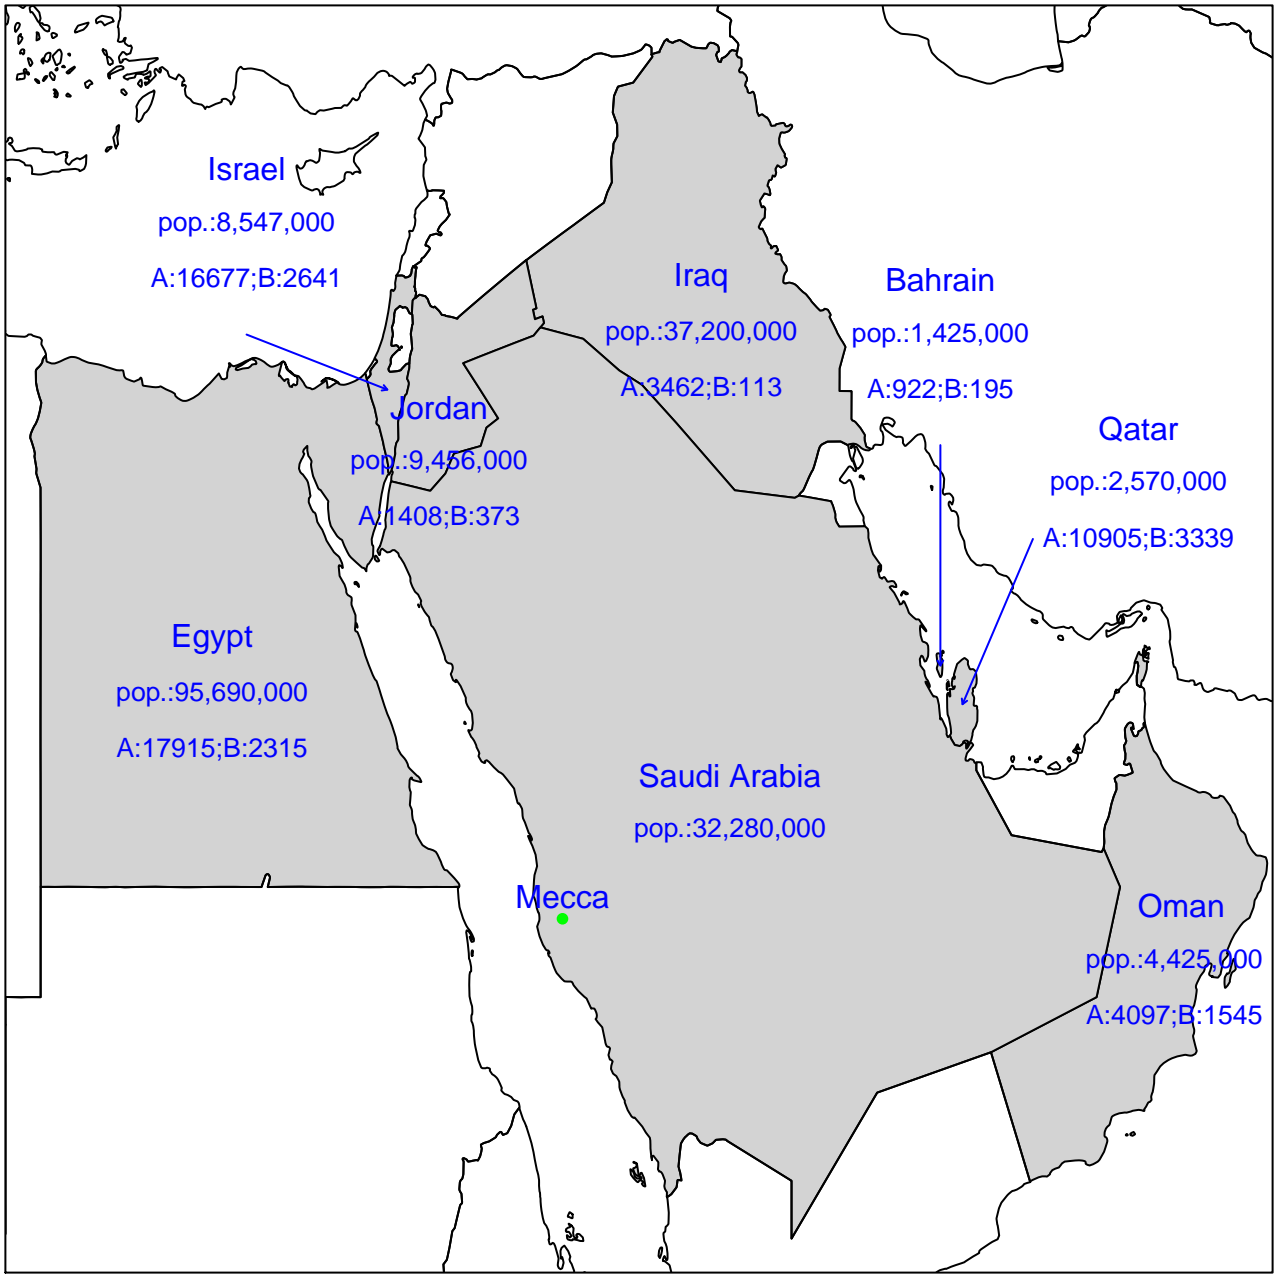 Israel
pop.:8,547,000
A:16677;B:2641
Iraq
pop.:37,200,000
A:3462;B:113
Bahrain
pop.:1,425,000
A:922;B:195
Jordan
pop.:9,456,000
A:1408;B:373
Qatar
pop.:2,570,000
A:10905;B:3339
Egypt
pop.:95,690,000
A:17915;B:2315
Saudi Arabia
pop.:32,280,000
Mecca
Oman
pop.:4,425,000
A:4097;B:1545